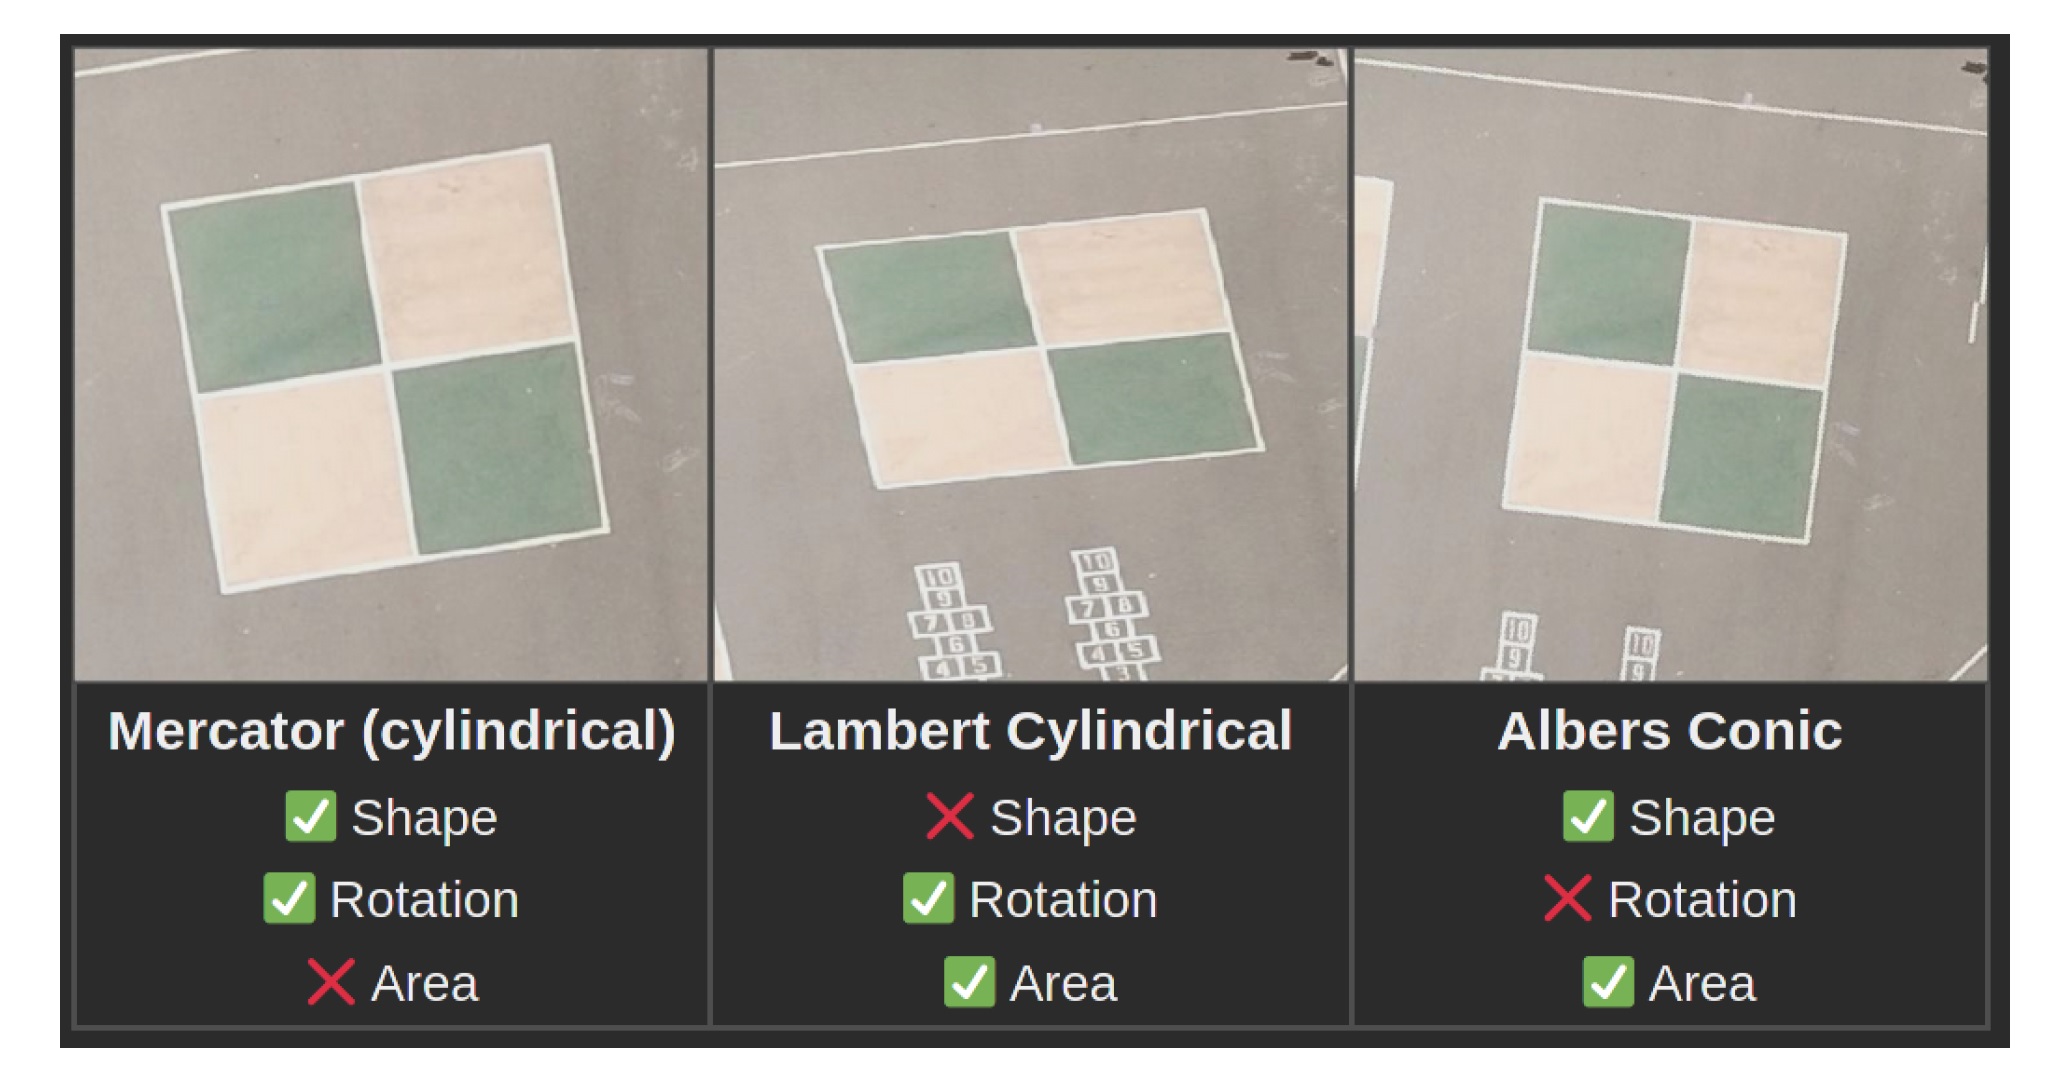 10
9
7 8
6
4 5
10
9
7 8
6
4 5
3
10
9
10
9
Mercator (cylindrical)
✅ Shape
✅ Rotation
❌ Area
Lambert Cylindrical
❌ Shape
✅ Rotation
✅ Area
Albers Conic
✅ Shape
❌ Rotation
✅ Area